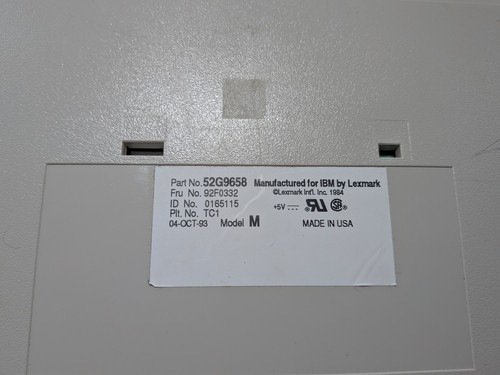 Part No. 52G9658 Manufactured for IBM by Lexmark
Fru No. 92F0332 ©Lexmark Int'l. Inc. 1984
ID No. 0165115 +5V
Plt. No. TC1
04-OCT-93 Model M MADE IN USA